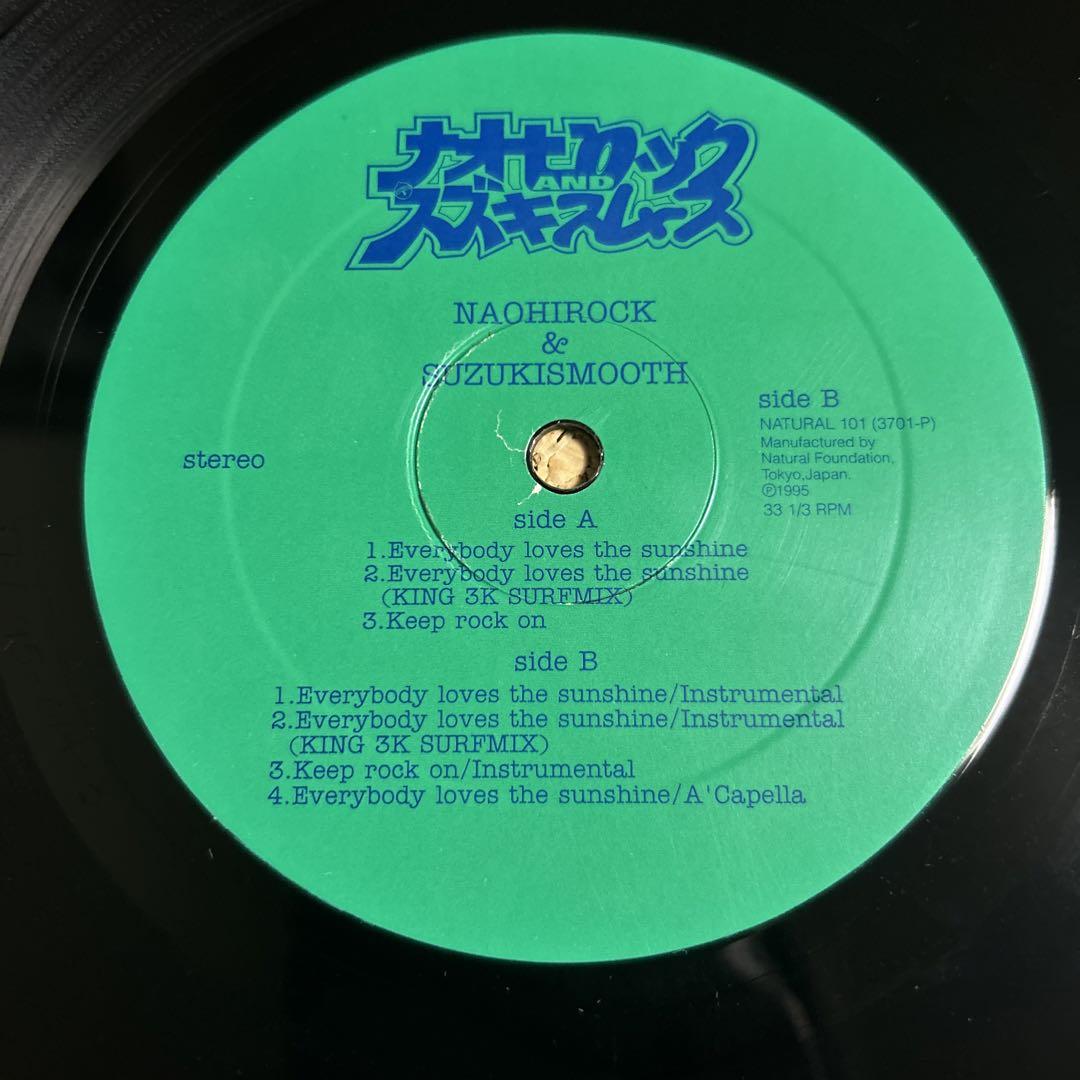 ナオヒロック
AND
スズキスムース
NAOHIROCK
&
SUZUKISMOOTH
stereo
side B
NATURAL 101 (3701-P)
Manufactured by
Natural Foundation,
Tokyo,Japan.
Ⓟ1995
33 1/3 RPM
side A
1.Everybody loves the sunshine
2.Everybody loves the sunshine
(KING 3K SURFMIX)
3.Keep rock on
side B
1.Everybody loves the sunshine/Instrumental
2.Everybody loves the sunshine/Instrumental
(KING 3K SURFMIX)
3.Keep rock on/Instrumental
4.Everybody loves the sunshine/A'Capella